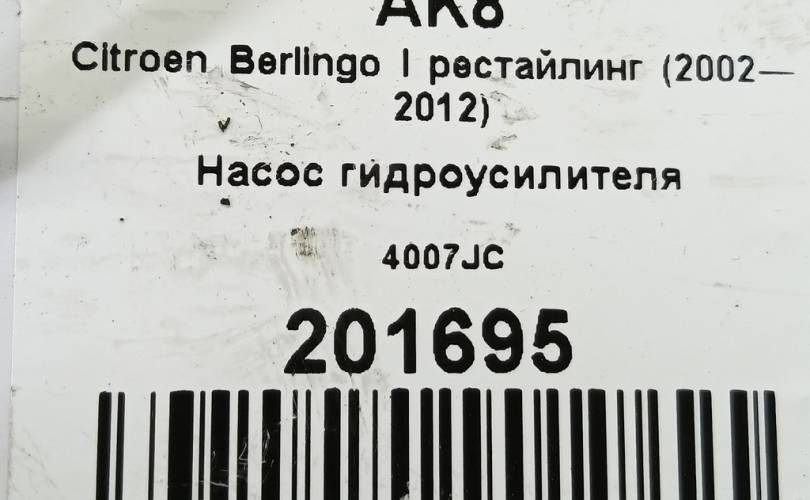 AK8
Citroen Berlingo I рестайлинг (2002—
2012)
Насос гидроусилителя
4007JC
201695